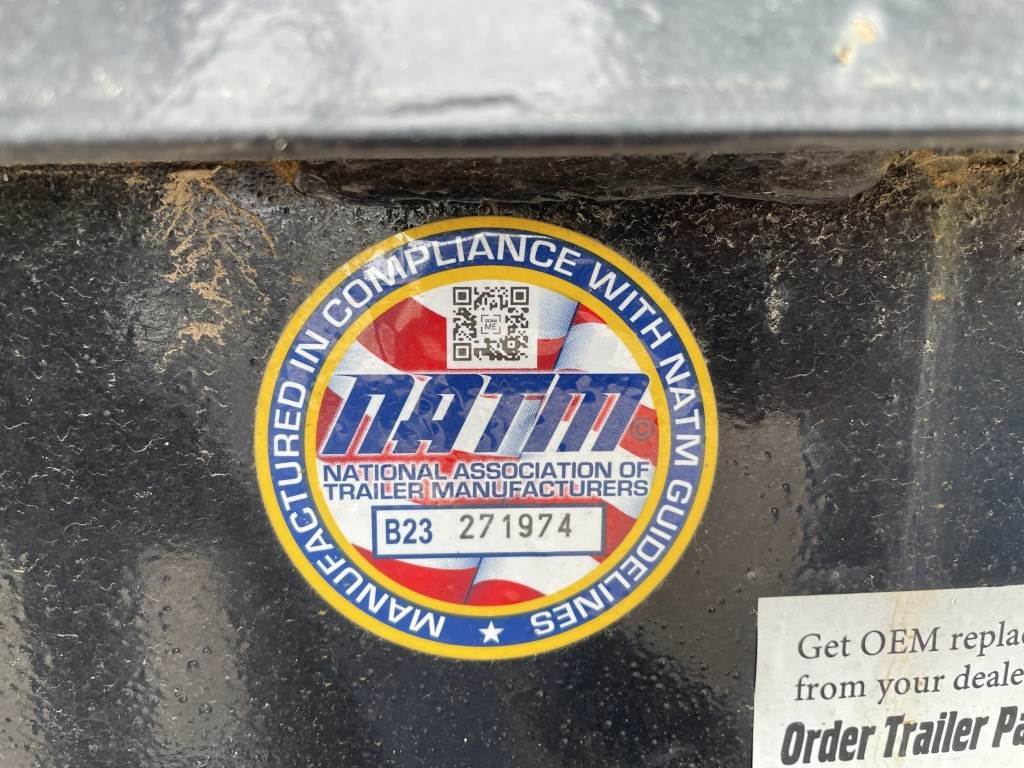 MANUFACTURED IN COMPLIANCE WITH NATM GUIDELINES
SCAN
ME
NATM
NATIONAL ASSOCIATION OF
TRAILER MANUFACTURERS
B23 271974
Get OEM replac
from your deale
Order Trailer Pa